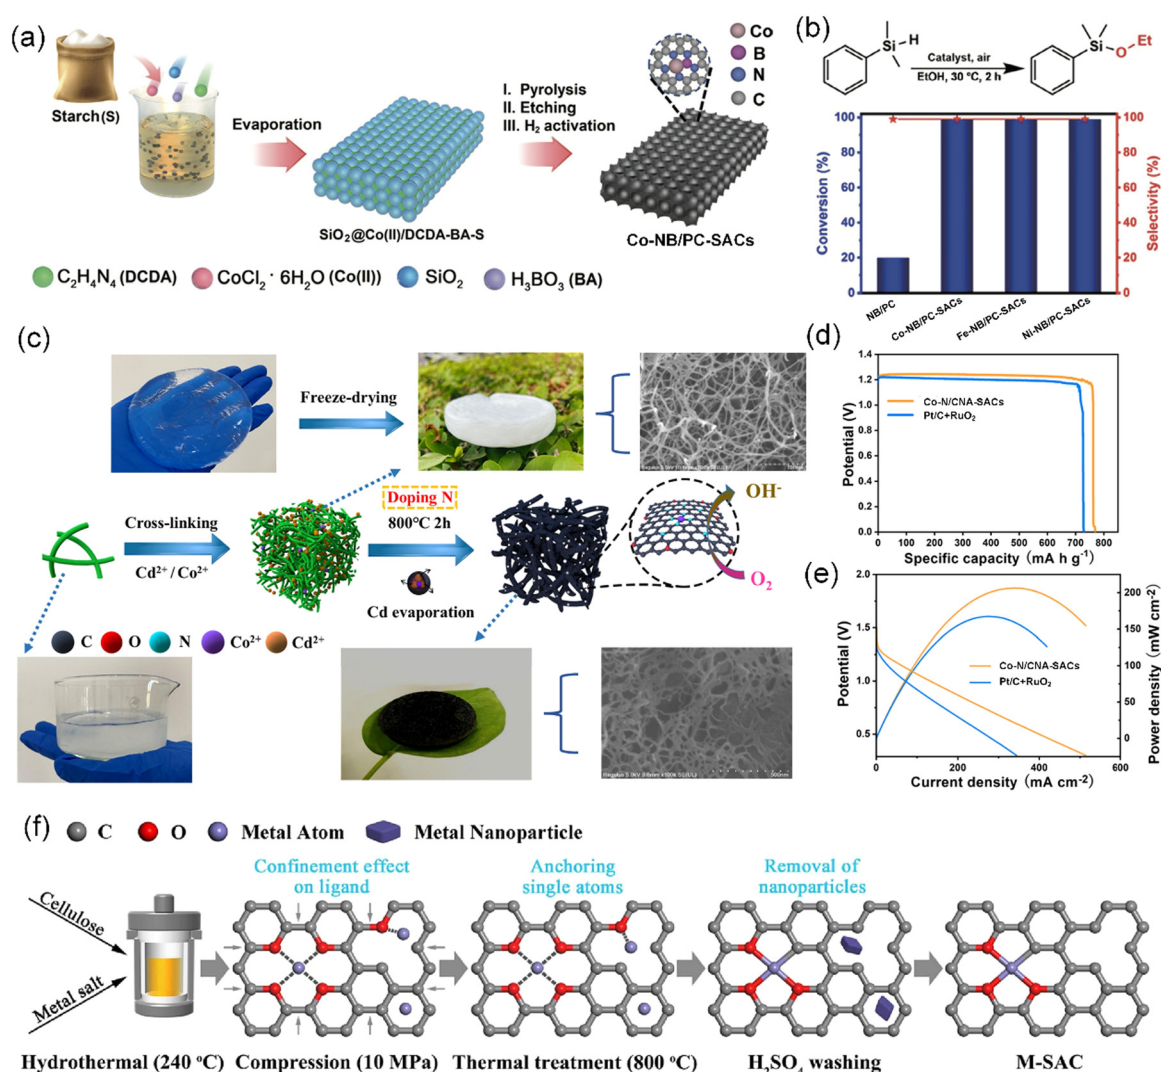 (a)
Starch(S)
Evaporation
SiO₂@Co(II)/DCDA-BA-S
I. Pyrolysis
II. Etching
III. H₂ activation
Co
B
N
C
Co-NB/PC-SACs
C₂H₄N₄ (DCDA)
CoCl₂ · 6H₂O (Co(II))
SiO₂
H₃BO₃ (BA)
(b)
Si
H
Catalyst, air
EtOH, 30 °C, 2 h
Si
O
Et
Conversion (%)
100
80
60
40
20
0
Selectivity (%)
100
80
60
40
20
0
NB/PC
Co-NB/PC-SACs
Fe-NB/PC-SACs
Ni-NB/PC-SACs
(c)
Freeze-drying
Cross-linking
Cd²⁺ / Co²⁺
Doping N
800°C 2h
Cd evaporation
OH⁻
O₂
C
O
N
Co²⁺
Cd²⁺
500nm
(d)
Potential (V)
1.4
1.2
1.0
0.8
0.6
0.4
0.2
0.0
Co-N/CNA-SACs
Pt/C+RuO₂
0 100 200 300 400 500 600 700 800
Specific capacity (mA h g⁻¹)
(e)
Potential (V)
2.0
1.5
1.0
0.5
Co-N/CNA-SACs
Pt/C+RuO₂
200
150
100
50
0
Power density (mW cm⁻²)
0 200 400 600
Current density (mA cm⁻²)
(f)
C
O
Metal Atom
Metal Nanoparticle
Cellulose
Metal salt
Confinement effect
on ligand
Anchoring
single atoms
Removal of
nanoparticles
Hydrothermal (240 °C)
Compression (10 MPa)
Thermal treatment (800 °C)
H₂SO₄ washing
M-SAC